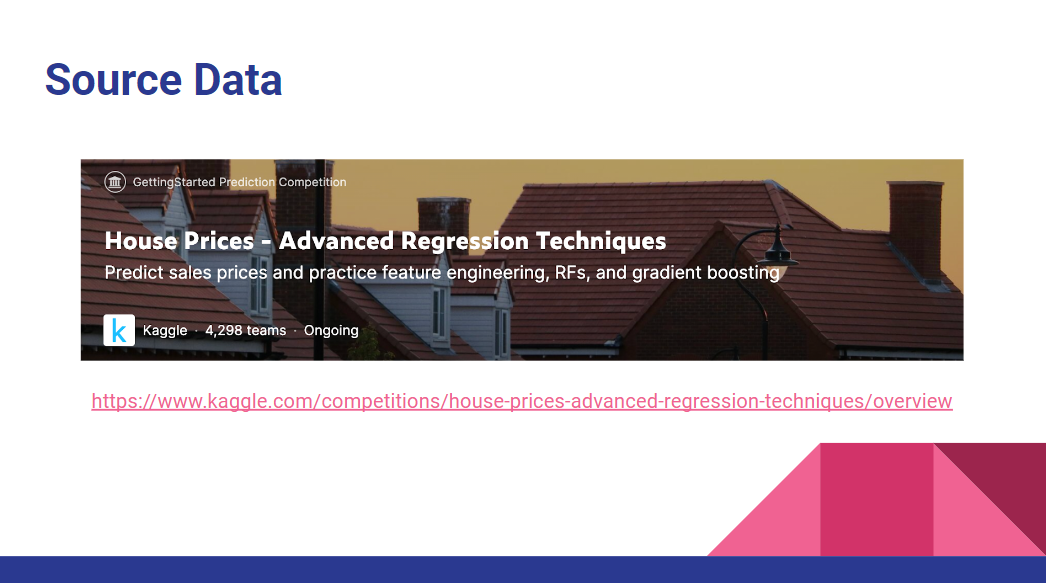 Source Data
GettingStarted Prediction Competition
House Prices - Advanced Regression Techniques
Predict sales prices and practice feature engineering, RFs, and gradient boosting
k
Kaggle · 4,298 teams · Ongoing
https://www.kaggle.com/competitions/house-prices-advanced-regression-techniques/overview